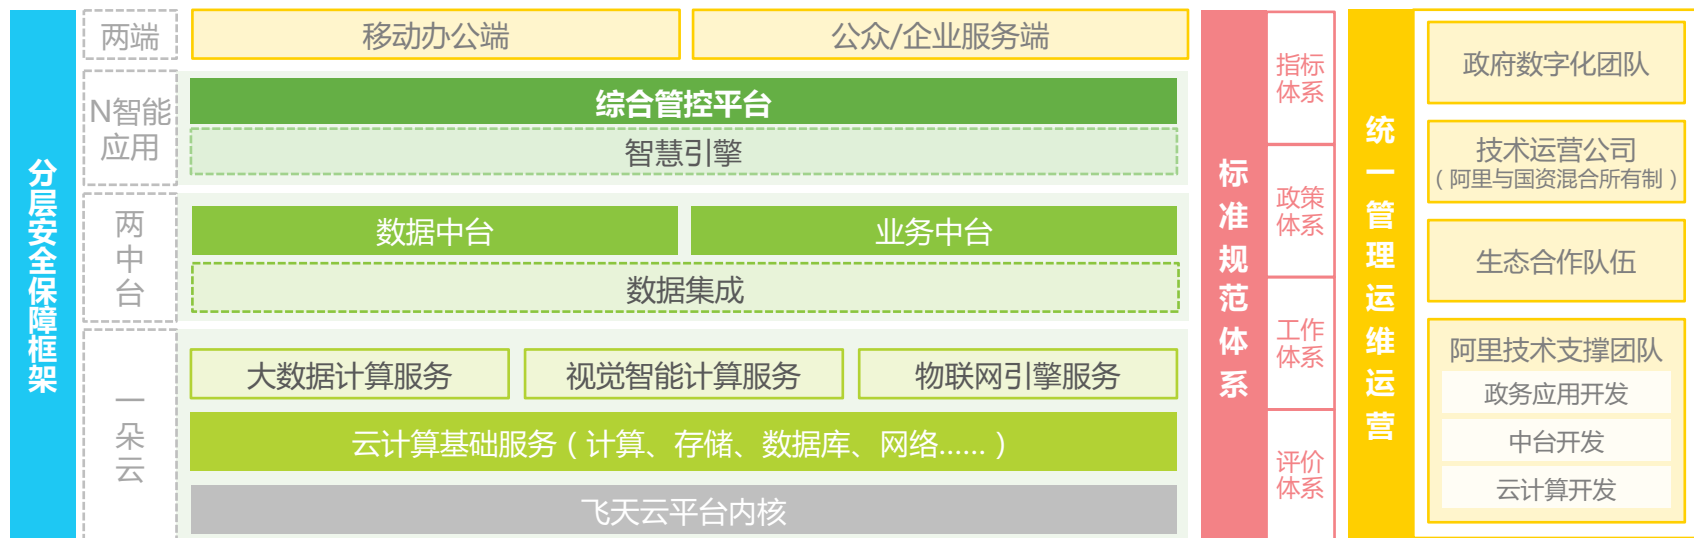 分层安全保障框架
两端
移动办公端
公众/企业服务端
N智能
应用
综合管控平台
智慧引擎
两
中
台
数据中台
业务中台
数据集成
一
朵
云
大数据计算服务
视觉智能计算服务
物联网引擎服务
云计算基础服务（计算、存储、数据库、网络......）
飞天云平台内核
标准规范体系
指标
体系
政策
体系
工作
体系
评价
体系
统一管理运维运营
政府数字化团队
技术运营公司
（阿里与国资混合所有制）
生态合作队伍
阿里技术支撑团队
政务应用开发
中台开发
云计算开发